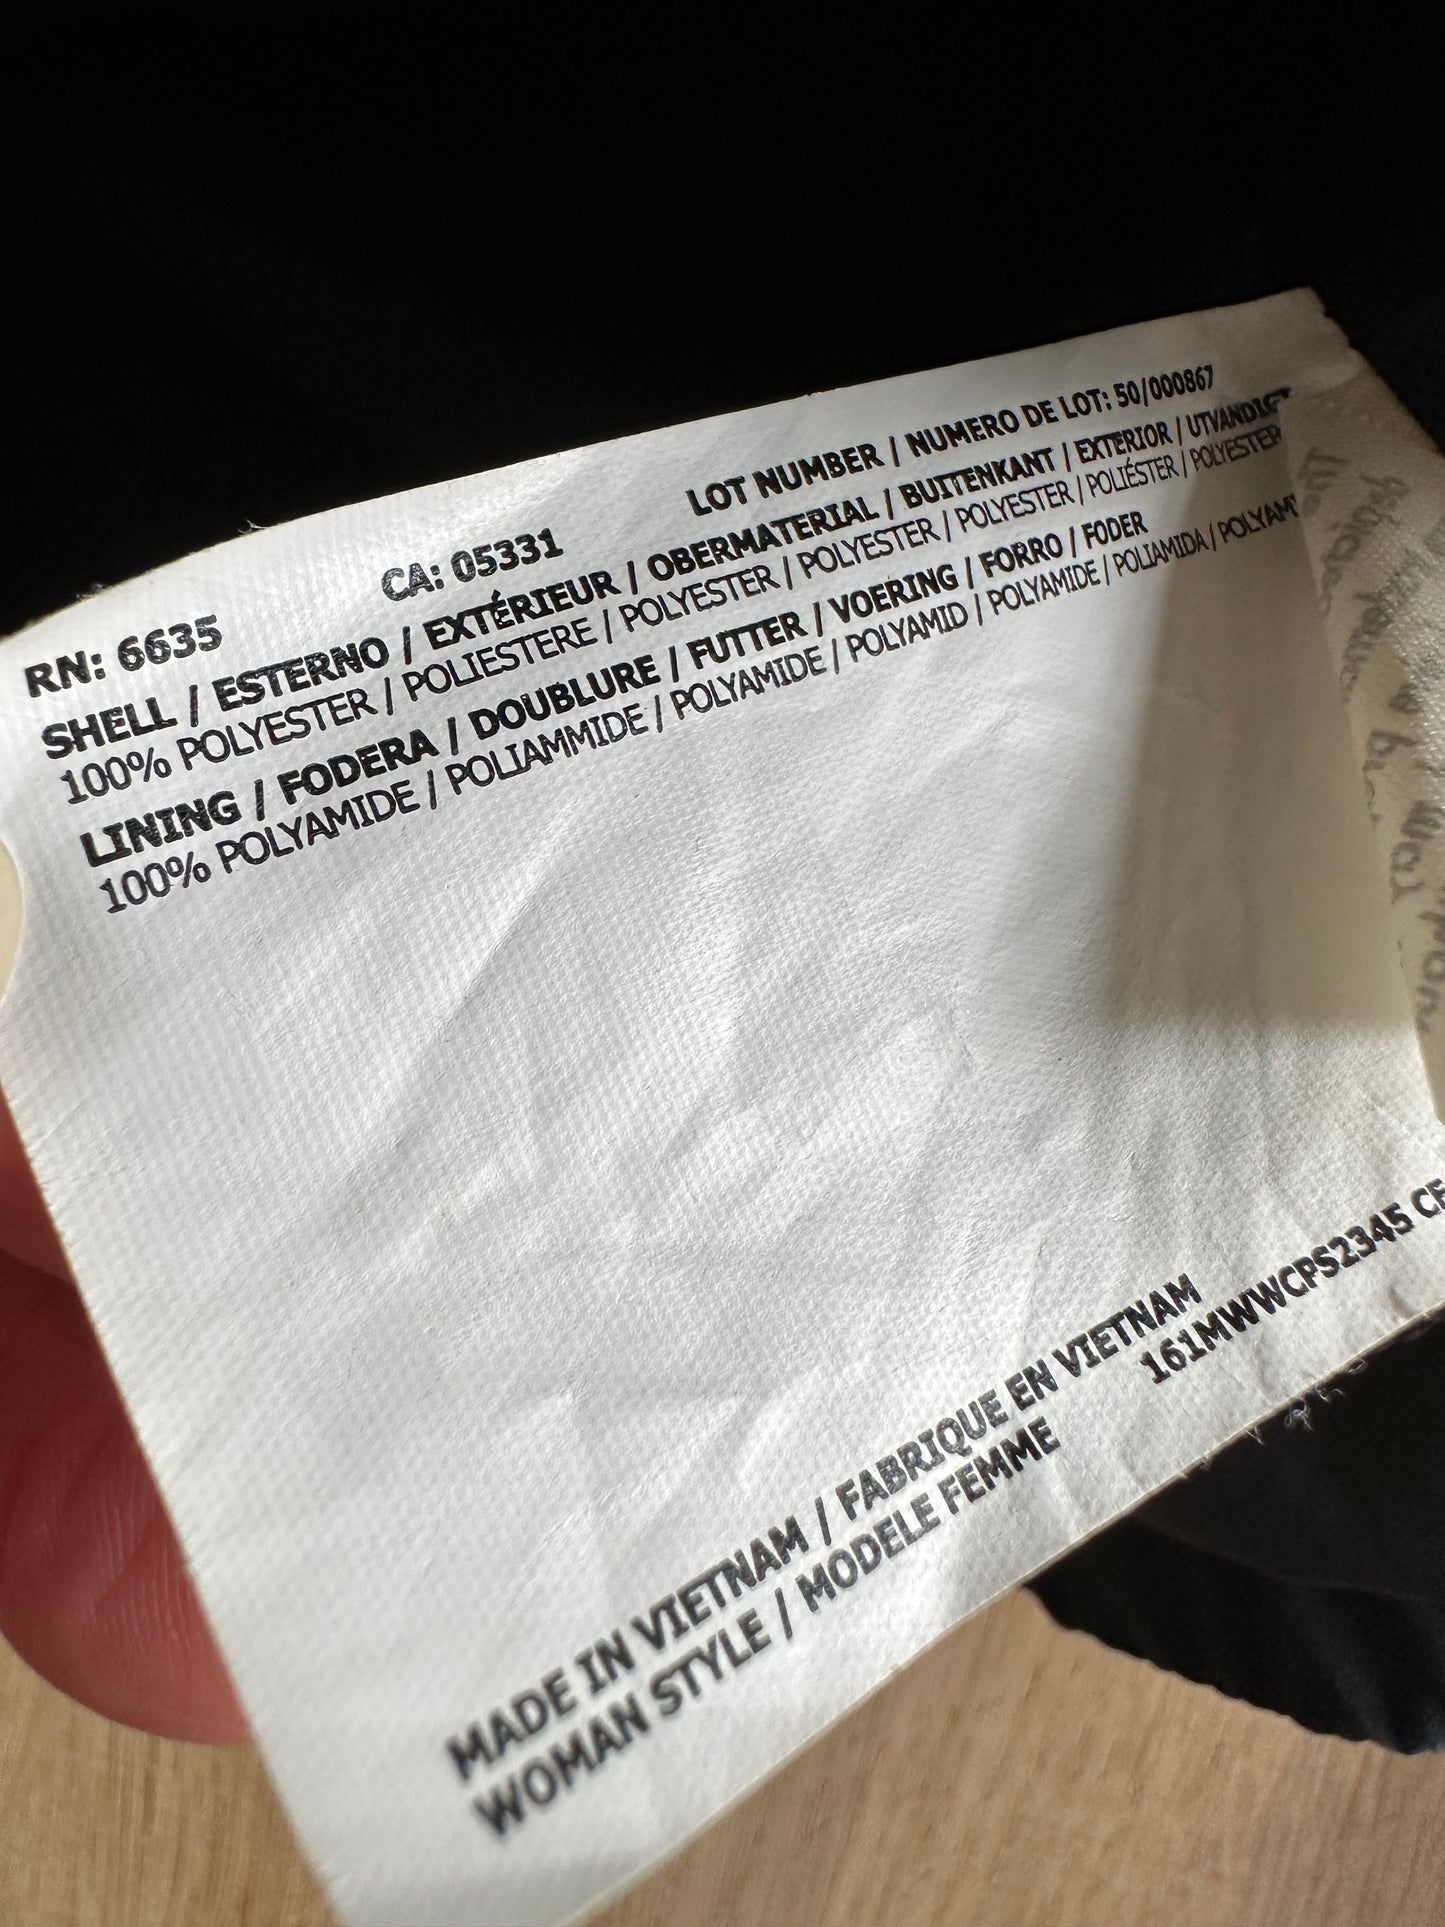 RN: 6635 CA: 05331 LOT NUMBER / NUMERO DE LOT: 50/000867
SHELL / ESTERNO / EXTÉRIEUR / OBERMATERIAL / BUITENKANT / EXTERIOR /
100% POLYESTER / POLIESTERE / POLYESTER / POLYESTER / POLYESTER / POLIÉSTER / POLYESTER
LINING / FODERA / DOUBLURE / FUTTER / VOERING / FORRO / FODER
100% POLYAMIDE / POLIAMMIDE / POLYAMIDE / POLYAMID / POLYAMIDE / POLIAMIDA /
MADE IN VIETNAM / FABRIQUE EN VIETNAM
WOMAN STYLE / MODELE FEMME
161MWWCPS2345